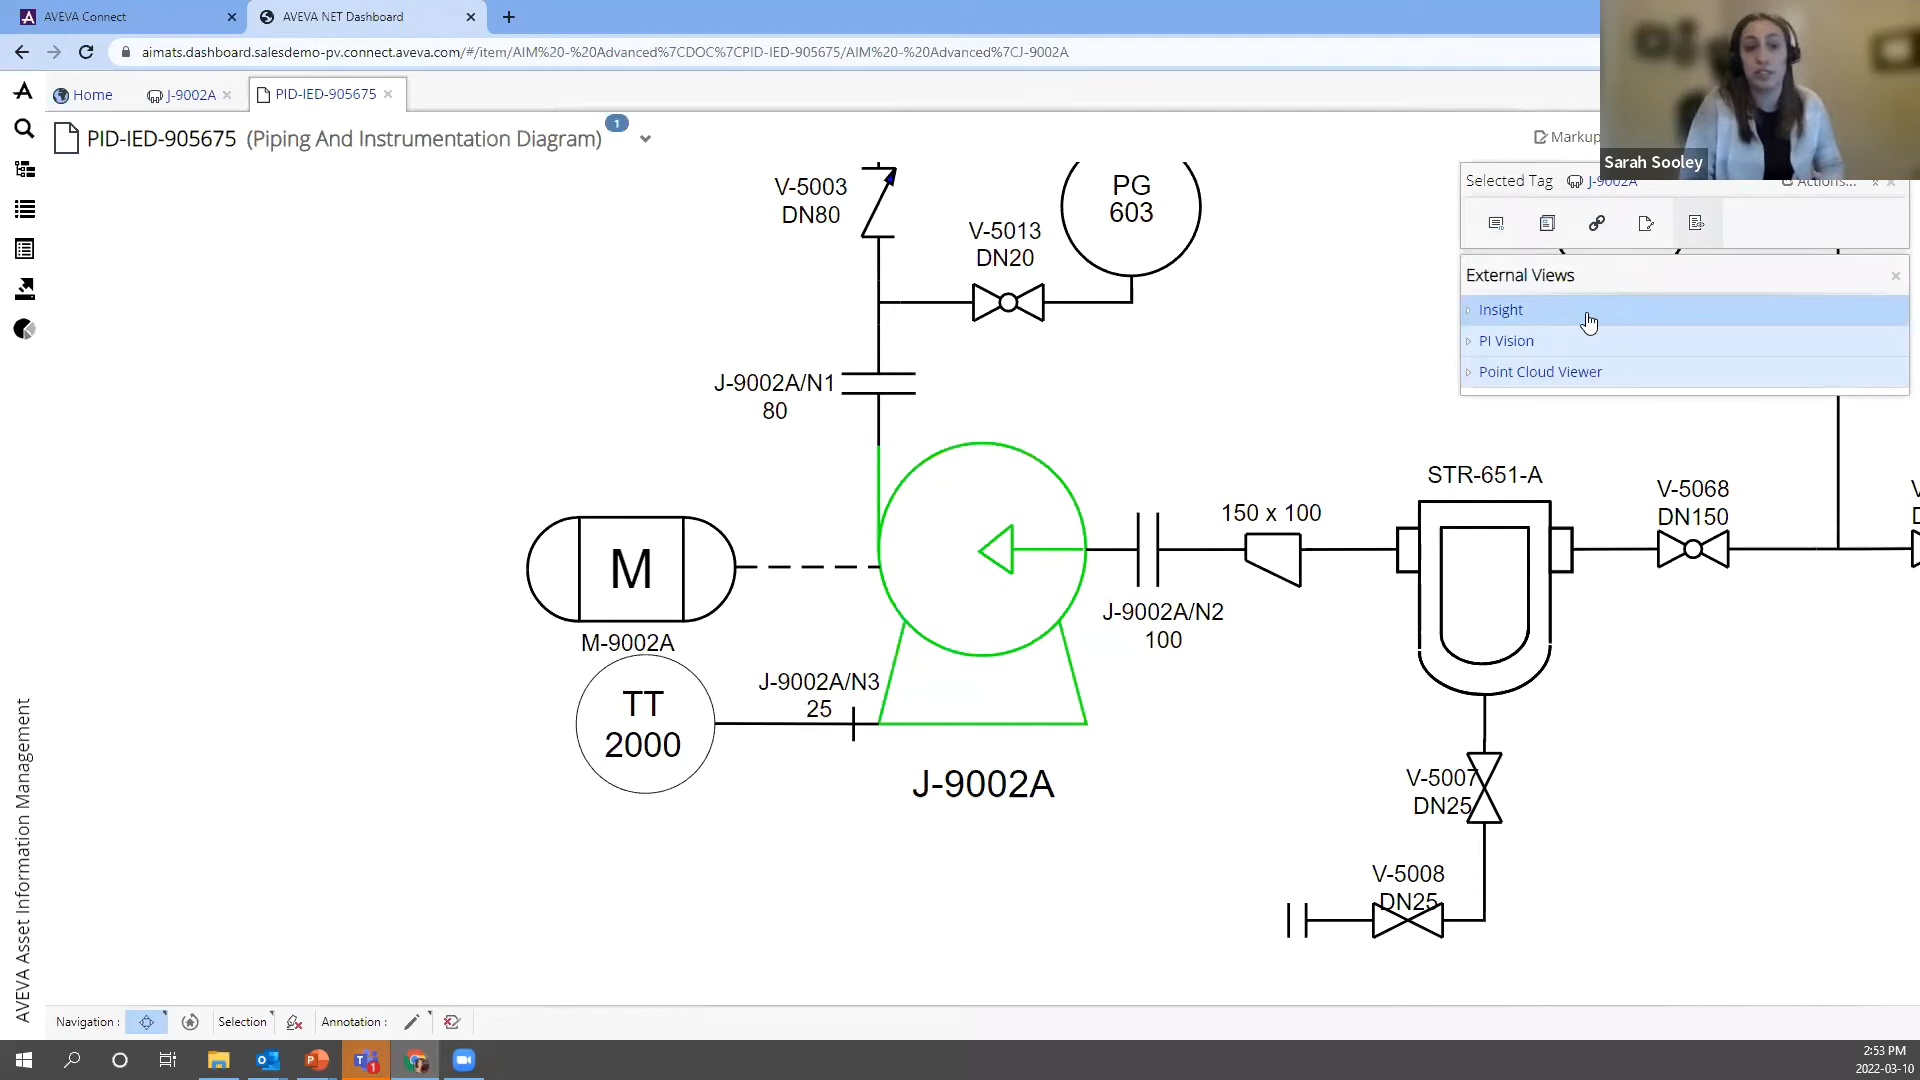 AVEVA Connect
AVEVA NET Dashboard
aimats.dashboard.salesdemo-pv.connect.aveva.com/#/item/AIM%20-%20Advanced%7CDOC%7CPID-IED-905675/AIM%20-%20Advanced%7CJ-9002A
Home
J-9002A
PID-IED-905675
PID-IED-905675 (Piping And Instrumentation Diagram)
1
Markup
Sarah Sooley
Selected Tag J-9002A Actions...
External Views
Insight
PI Vision
Point Cloud Viewer
V-5003
DN80
V-5013
DN20
PG
603
J-9002A/N1
80
STR-651-A
V-5068
DN150
150 x 100
M
M-9002A
J-9002A/N2
100
TT
2000
J-9002A/N3
25
J-9002A
V-5007
DN25
V-5008
DN25
AVEVA Asset Information Management
Navigation :
Selection
Annotation :
2:53 PM
2022-03-10